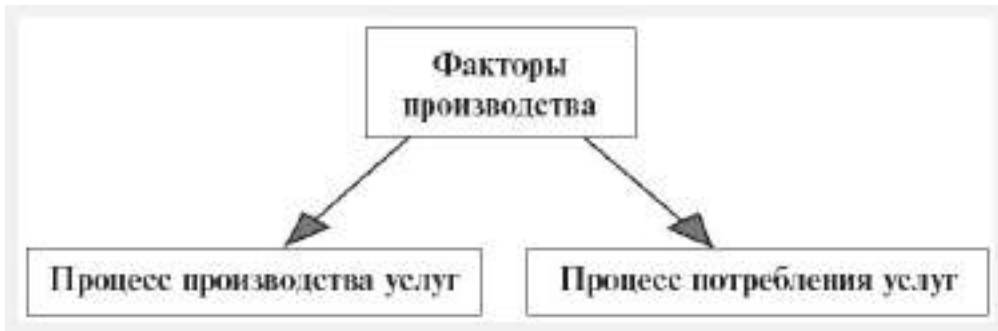 Факторы
производства
Процесс производства услуг
Процесс потребления услуг